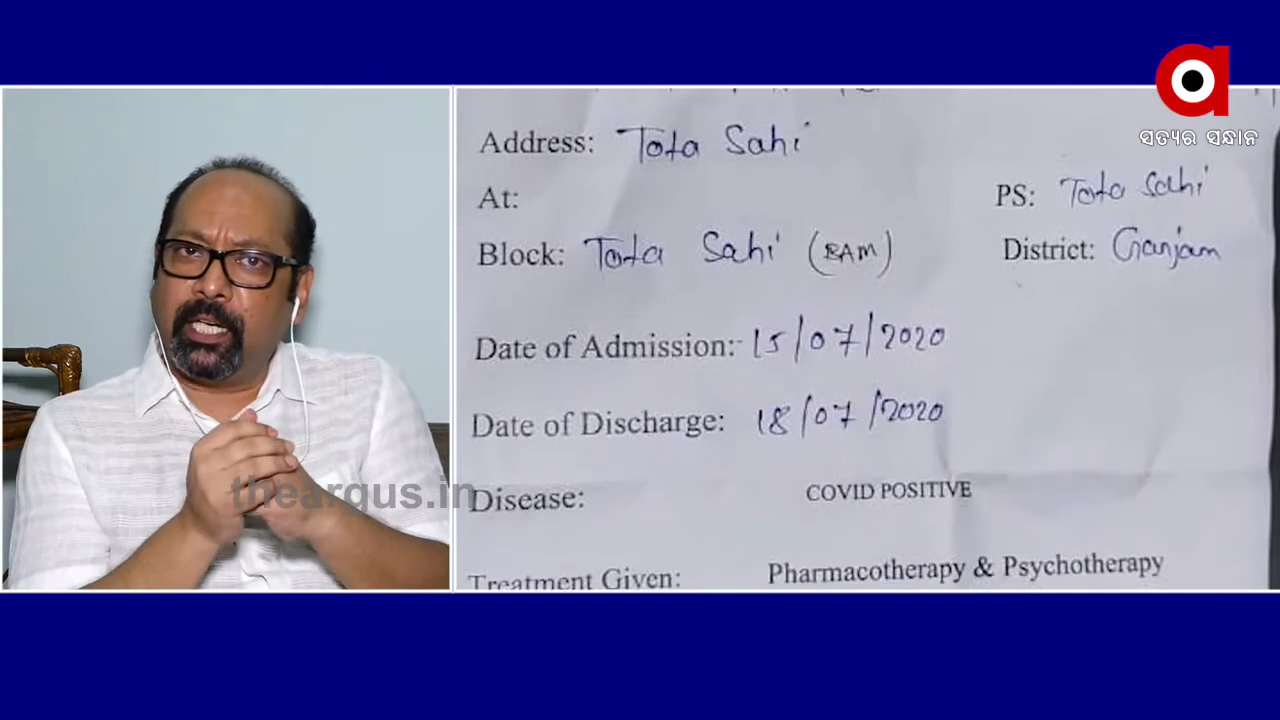 ସତ୍ୟର ସନ୍ଧାନ
Address: Tota Sahi
At: PS: Tota Sahi
Block: Tota Sahi (BAM) District: Ganjam
Date of Admission:- 15/07/2020
Date of Discharge: 18/07/2020
theargus.in
Disease: COVID POSITIVE
Treatment Given: Pharmacotherapy & Psychotherapy